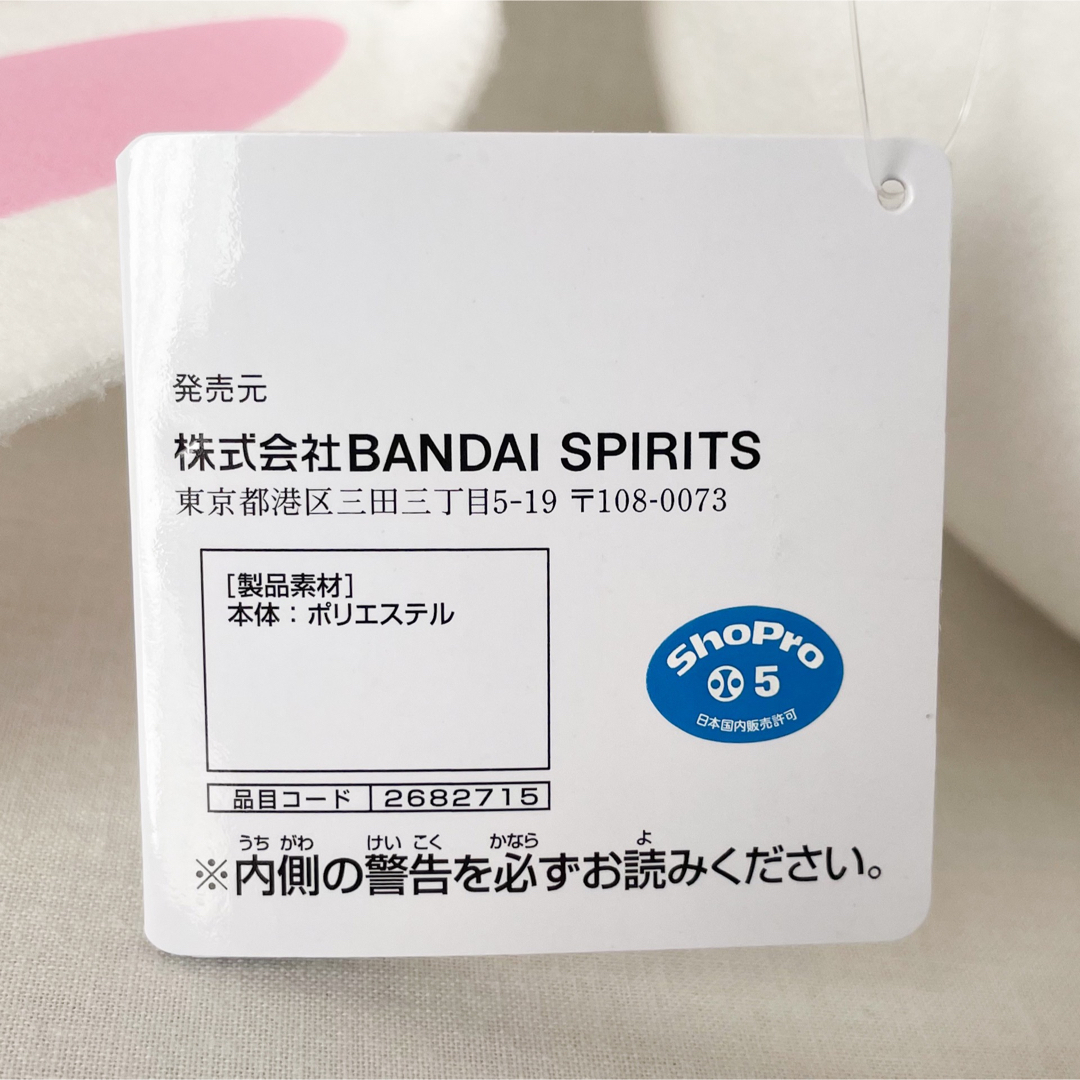 発売元
株式会社BANDAI SPIRITS
東京都港区三田三丁目5-19 〒108-0073
[製品素材]
本体：ポリエステル
ShoPro
5
日本国内販売許可
品目コード 2682715
うち がわ けい こく かなら よ
※内側の警告を必ずお読みください。